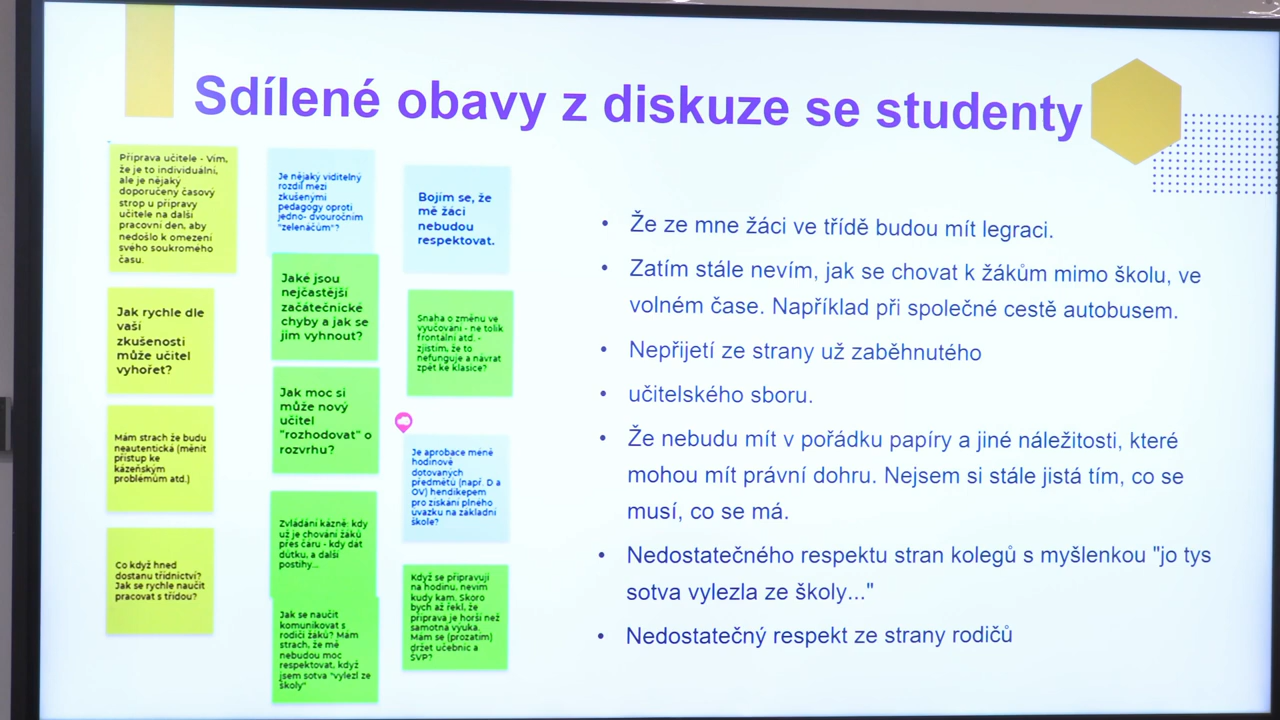 Sdílené obavy z diskuze se studenty
Příprava učitele - Vím,
že je to individuální,
ale je nějaký
doporučený časový
strop u přípravy
učitele na další
pracovní den, aby
nedošlo k omezení
svého soukromého
času.
Jak rychle dle
vaší
zkušenosti
může učitel
vyhořet?
Mám strach že budu
neautentická (měnit
přístup ke
kázeňským
problémům atd.)
Co když hned
dostanu třídnictví?
Jak se rychle naučit
pracovat s třídou?
Je nějaký viditelný
rozdíl mezi
zkušenými
pedagogy oproti
jedno- dvouročním
"zelenáčům"?
Jaké jsou
nejčastější
začátečnické
chyby a jak se
jim vyhnout?
Jak moc si
může nový
učitel
"rozhodovat" o
rozvrhu?
Zvládání kázně: kdy
už je chování žáků
přes čáru - kdy dát
důtku, a další
postihy...
Jak se naučit
komunikovat s
rodiči žáků? Mám
strach, že mě
nebudou moc
respektovat, když
jsem sotva "vylezl ze
školy"
Bojím se, že
mě žáci
nebudou
respektovat.
Snaha o změnu ve
vyučování - ne tolik
frontální atd. -
zjistím, že to
nefunguje a návrat
zpět ke klasice?
Je aprobace méně
hodinově
dotovaných
předmětů (např. D a
OV) hendikepem
pro získání plného
úvazku na základní
škole?
Když se připravuji
na hodinu, nevím
kudy kam. Skoro
bych až řekl, že
příprava je horší než
samotná výuka.
Mám se (prozatím)
držet učebnic a
ŠVP?
• Že ze mne žáci ve třídě budou mít legraci.
• Zatím stále nevím, jak se chovat k žákům mimo školu, ve
volném čase. Například při společné cestě autobusem.
• Nepřijetí ze strany už zaběhnutého
• učitelského sboru.
• Že nebudu mít v pořádku papíry a jiné náležitosti, které
mohou mít právní dohru. Nejsem si stále jistá tím, co se
musí, co se má.
• Nedostatečného respektu stran kolegů s myšlenkou "jo tys
sotva vylezla ze školy..."
• Nedostatečný respekt ze strany rodičů